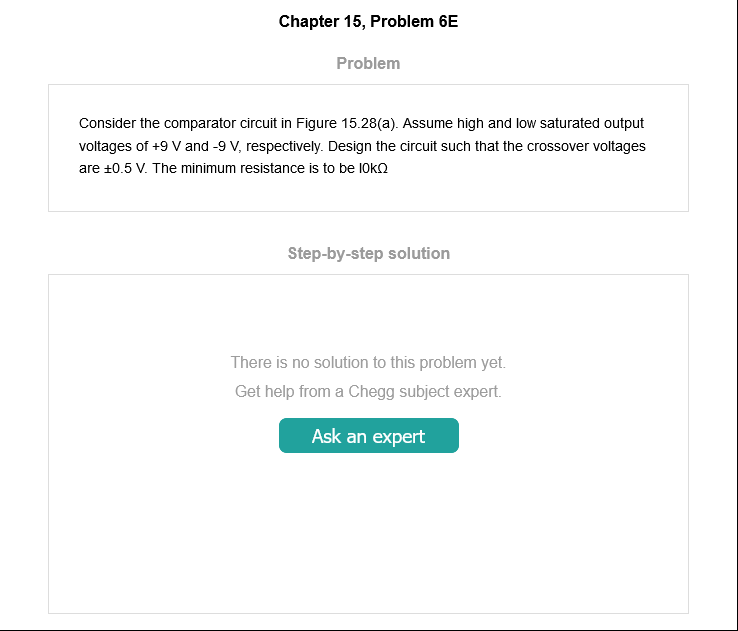 Chapter 15, Problem 6E
Problem
Consider the comparator circuit in Figure 15.28(a). Assume high and low saturated output
voltages of +9 V and -9 V, respectively. Design the circuit such that the crossover voltages
are ±0.5 V. The minimum resistance is to be l0kΩ
Step-by-step solution
There is no solution to this problem yet.
Get help from a Chegg subject expert.
Ask an expert